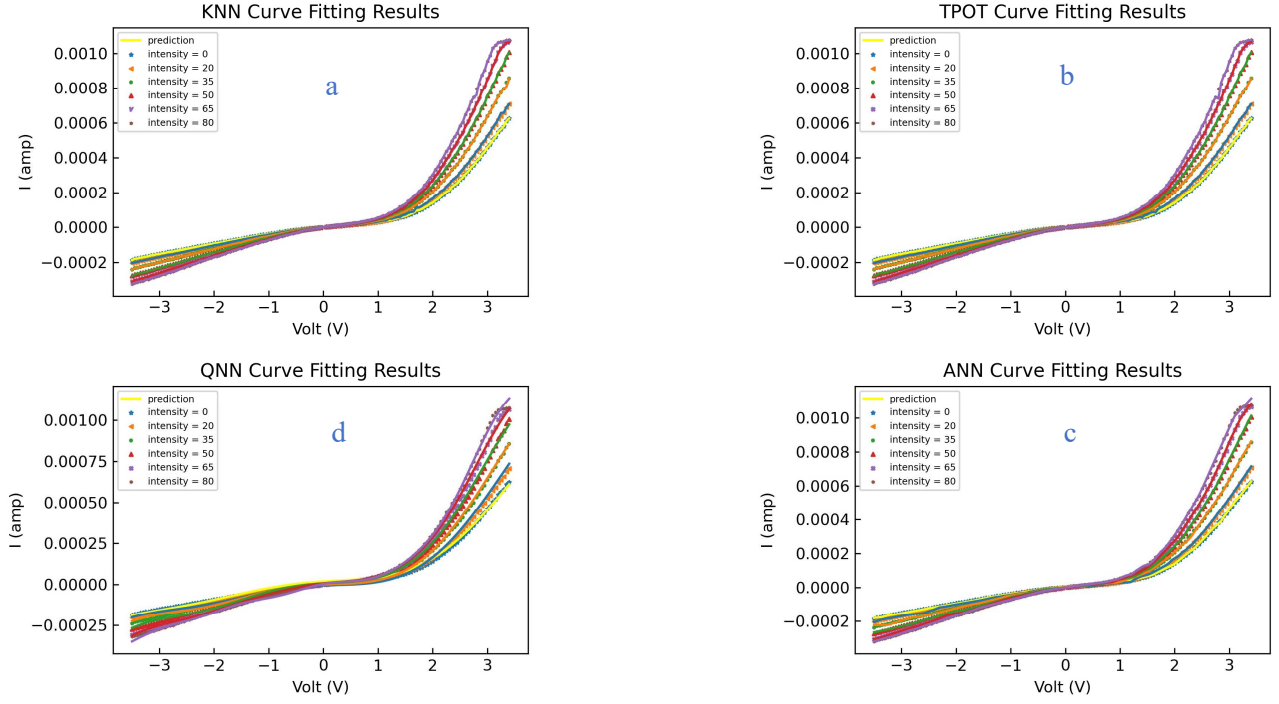 KNN Curve Fitting Results
I (amp)
0.0010
0.0008
0.0006
0.0004
0.0002
0.0000
−0.0002
prediction
intensity = 0
intensity = 20
intensity = 35
intensity = 50
intensity = 65
intensity = 80
a
−3 −2 −1 0 1 2 3
Volt (V)
TPOT Curve Fitting Results
I (amp)
0.0010
0.0008
0.0006
0.0004
0.0002
0.0000
−0.0002
prediction
intensity = 0
intensity = 20
intensity = 35
intensity = 50
intensity = 65
intensity = 80
b
−3 −2 −1 0 1 2 3
Volt (V)
QNN Curve Fitting Results
I (amp)
0.00100
0.00075
0.00050
0.00025
0.00000
−0.00025
prediction
intensity = 0
intensity = 20
intensity = 35
intensity = 50
intensity = 65
intensity = 80
d
−3 −2 −1 0 1 2 3
Volt (V)
ANN Curve Fitting Results
I (amp)
0.0010
0.0008
0.0006
0.0004
0.0002
0.0000
−0.0002
prediction
intensity = 0
intensity = 20
intensity = 35
intensity = 50
intensity = 65
intensity = 80
c
−3 −2 −1 0 1 2 3
Volt (V)